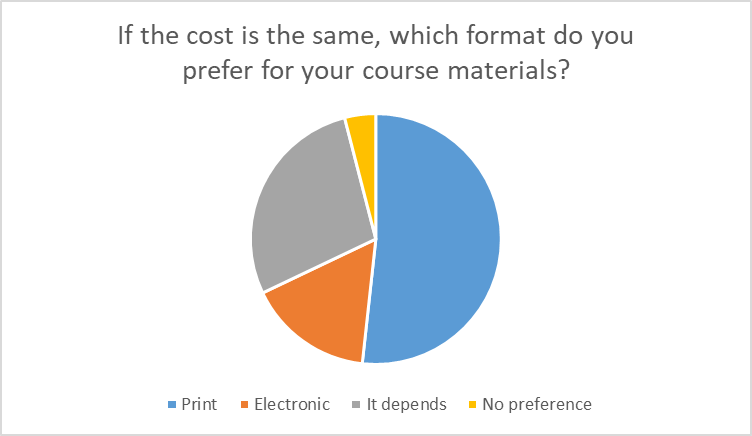 If the cost is the same, which format do you
prefer for your course materials?
Print Electronic It depends No preference